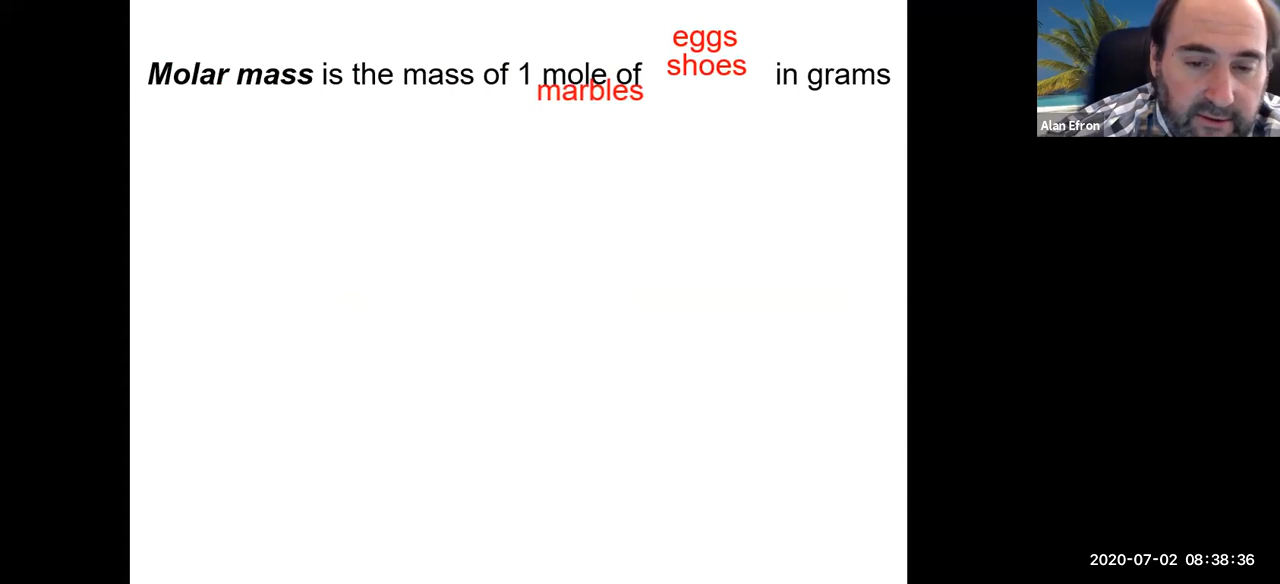 eggs
shoes
Molar mass is the mass of 1 mole of in grams
marbles
Alan Efron
2020-07-02 08:38:36